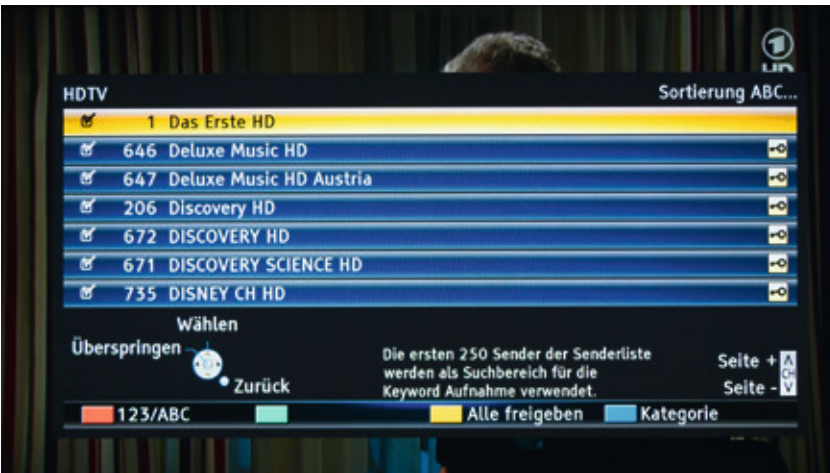 1
HD
HDTV Sortierung ABC...
1 Das Erste HD
646 Deluxe Music HD
647 Deluxe Music HD Austria
206 Discovery HD
672 DISCOVERY HD
671 DISCOVERY SCIENCE HD
735 DISNEY CH HD
Wählen
Überspringen
Zurück
Die ersten 250 Sender der Senderliste
werden als Suchbereich für die
Keyword Aufnahme verwendet.
Seite + ∧
CH
Seite - ∨
123/ABC Alle freigeben Kategorie